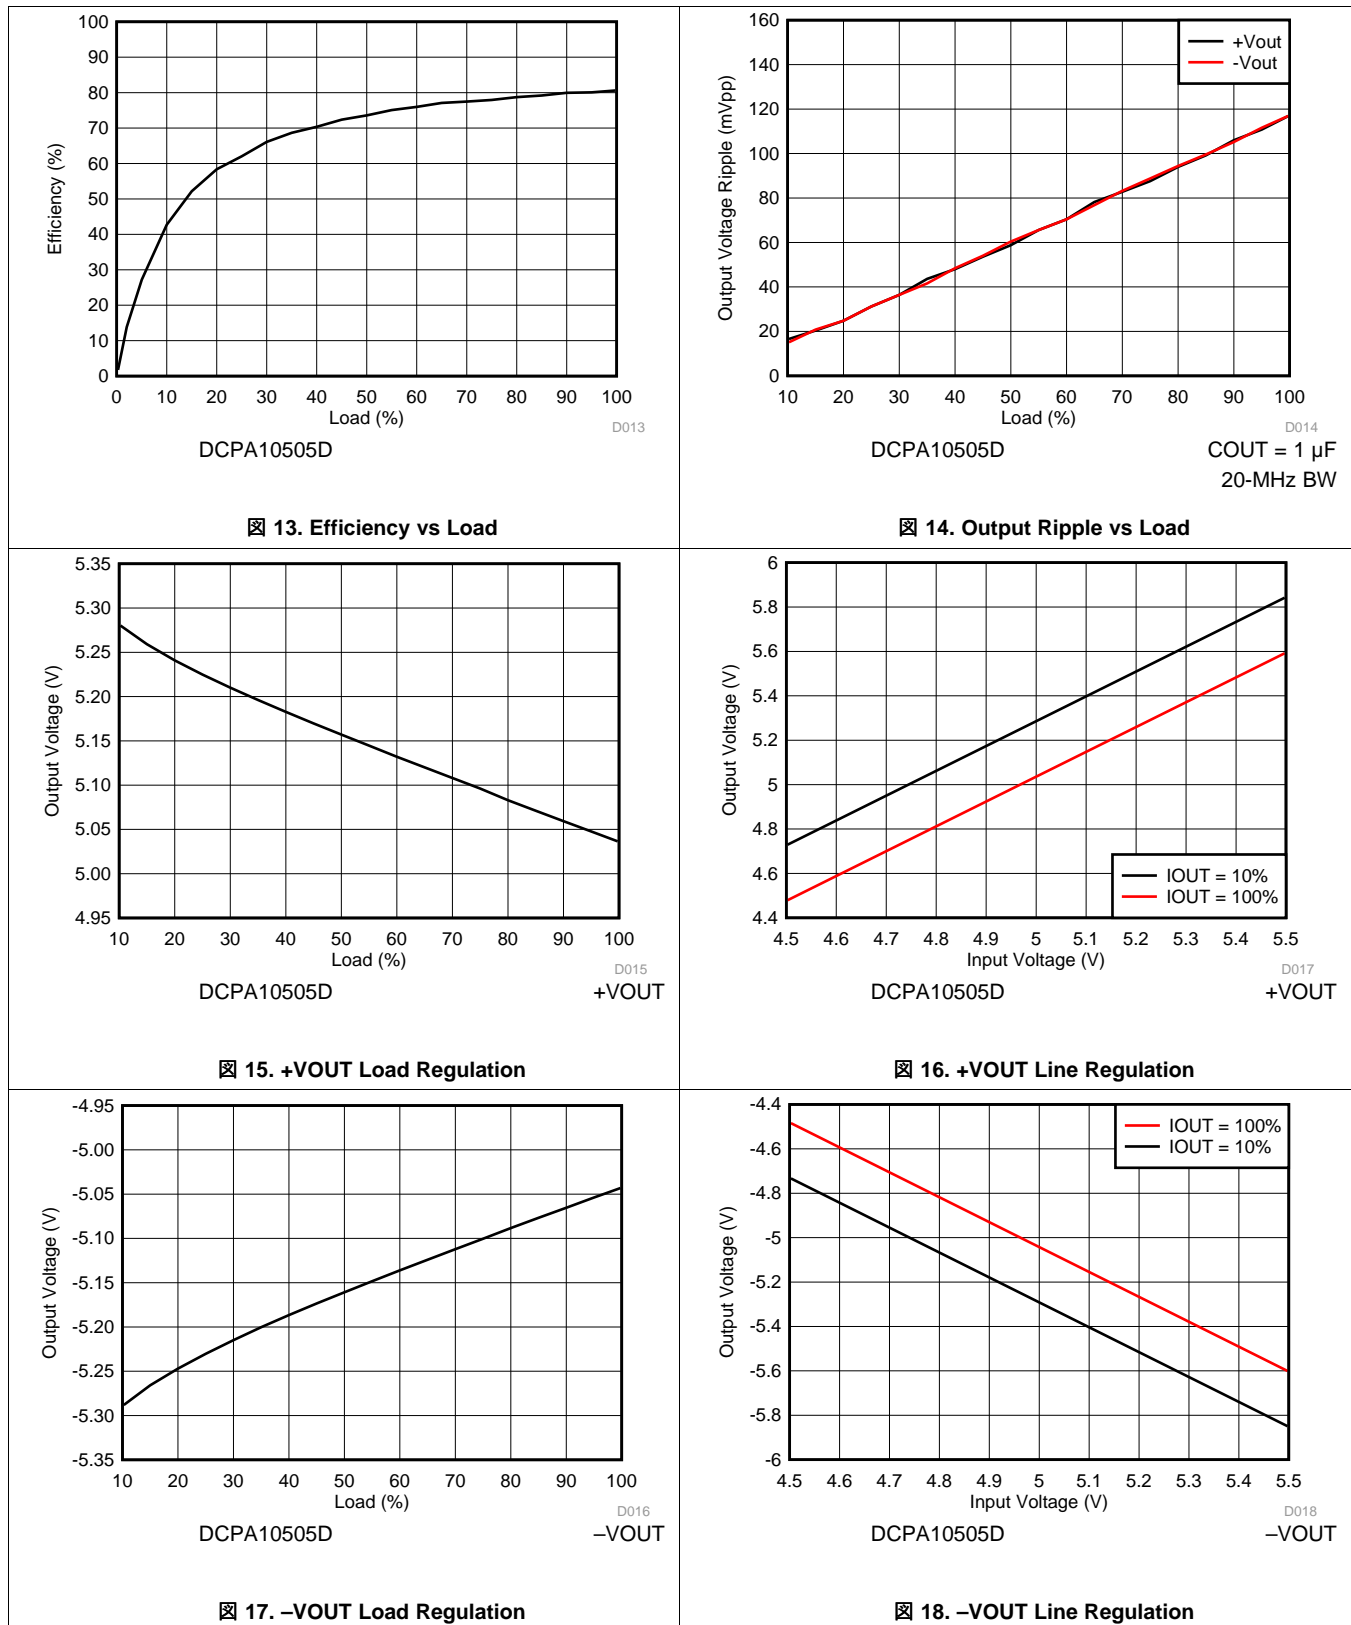 100
90
80
70
60
50
40
30
20
10
0
Efficiency (%)
0 10 20 30 40 50 60 70 80 90 100
Load (%)
D013
DCPA10505D
図 13. Efficiency vs Load
160
140
120
100
80
60
40
20
0
Output Voltage Ripple (mVpp)
+Vout
-Vout
10 20 30 40 50 60 70 80 90 100
Load (%)
D014
DCPA10505D COUT = 1 µF
20-MHz BW
図 14. Output Ripple vs Load
5.35
5.30
5.25
5.20
5.15
5.10
5.05
5.00
4.95
Output Voltage (V)
10 20 30 40 50 60 70 80 90 100
Load (%)
D015
DCPA10505D +VOUT
図 15. +VOUT Load Regulation
6
5.8
5.6
5.4
5.2
5
4.8
4.6
4.4
Output Voltage (V)
IOUT = 10%
IOUT = 100%
4.5 4.6 4.7 4.8 4.9 5 5.1 5.2 5.3 5.4 5.5
Input Voltage (V)
D017
DCPA10505D +VOUT
図 16. +VOUT Line Regulation
-4.95
-5.00
-5.05
-5.10
-5.15
-5.20
-5.25
-5.30
-5.35
Output Voltage (V)
10 20 30 40 50 60 70 80 90 100
Load (%)
D016
DCPA10505D –VOUT
図 17. –VOUT Load Regulation
-4.4
-4.6
-4.8
-5
-5.2
-5.4
-5.6
-5.8
-6
Output Voltage (V)
IOUT = 100%
IOUT = 10%
4.5 4.6 4.7 4.8 4.9 5 5.1 5.2 5.3 5.4 5.5
Input Voltage (V)
D018
DCPA10505D –VOUT
図 18. –VOUT Line Regulation